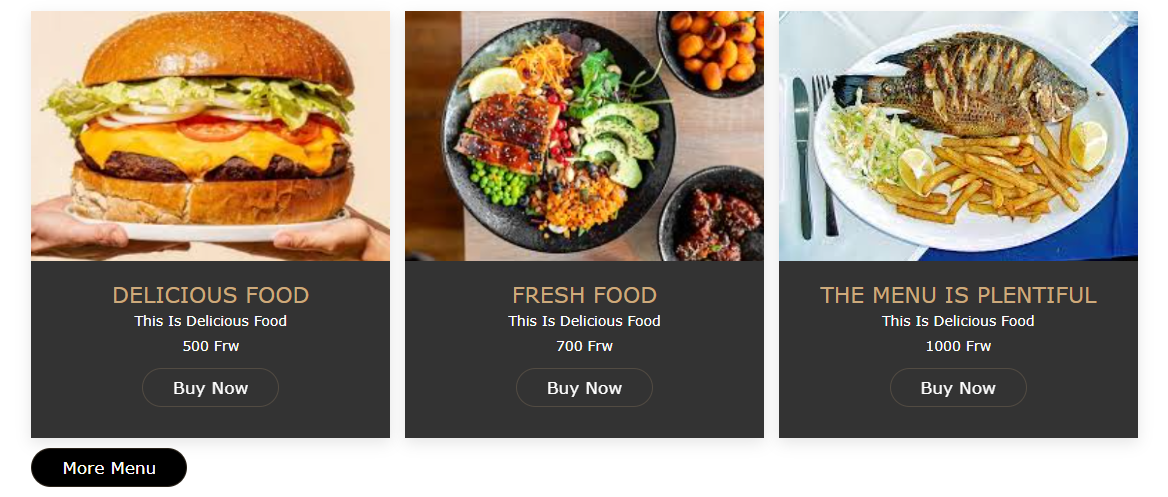 DELICIOUS FOOD
This Is Delicious Food
500 Frw
Buy Now
FRESH FOOD
This Is Delicious Food
700 Frw
Buy Now
THE MENU IS PLENTIFUL
This Is Delicious Food
1000 Frw
Buy Now
More Menu